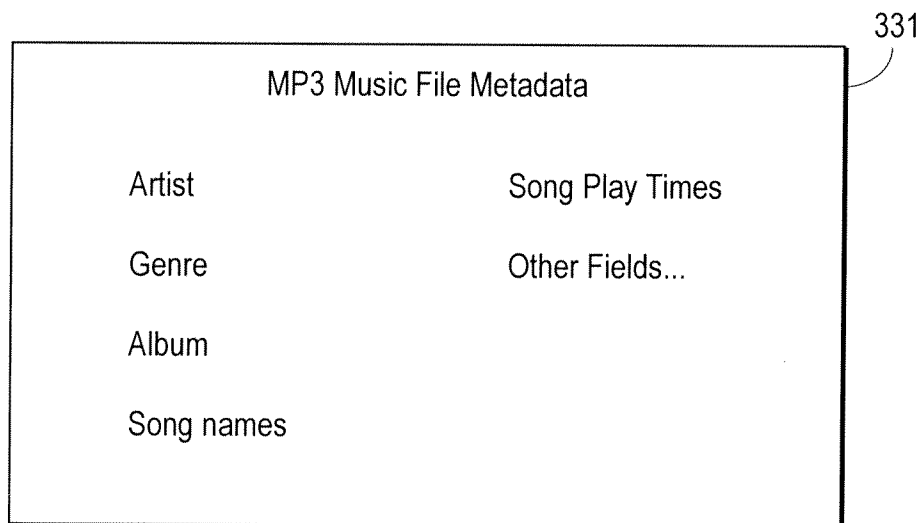 331
MP3 Music File Metadata
Artist
Genre
Album
Song names
Song Play Times
Other Fields...